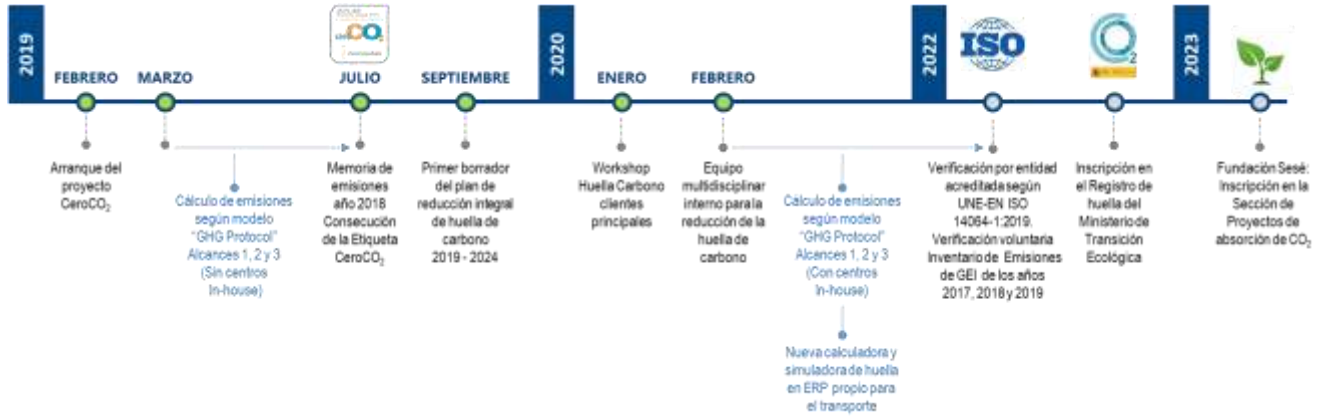 2019
FEBRERO
Arranque del
proyecto
CeroCO₂
MARZO
Cálculo de emisiones
según modelo
"GHG Protocol"
Alcances 1, 2 y 3
(Sin centros
In-house)
CO₂
JULIO
Memoria de
emisiones
año 2018
Consecución
de la Etiqueta
CeroCO₂
SEPTIEMBRE
Primer borrador
del plan de
reducción integral
de huella de
carbono
2019 - 2024
2020
ENERO
Workshop
Huella Carbono
clientes
principales
FEBRERO
Equipo
multidisciplinar
interno para la
reducción de la
huella de
carbono
Cálculo de emisiones
según modelo
"GHG Protocol"
Alcances 1, 2 y 3
(Con centros
In-house)
Nueva calculadora y
simuladora de huella
en ERP propio para
el transporte
2022
ISO
Verificación por entidad
acreditada según
UNE-EN ISO
14064-1:2019.
Verificación voluntaria
Inventario de Emisiones
de GEI de los años
2017, 2018 y 2019
2
Inscripción en
el Registro de
huella del
Ministerio de
Transición
Ecológica
2023
Fundación Sesé:
Inscripción en la
Sección de
Proyectos de
absorción de CO₂